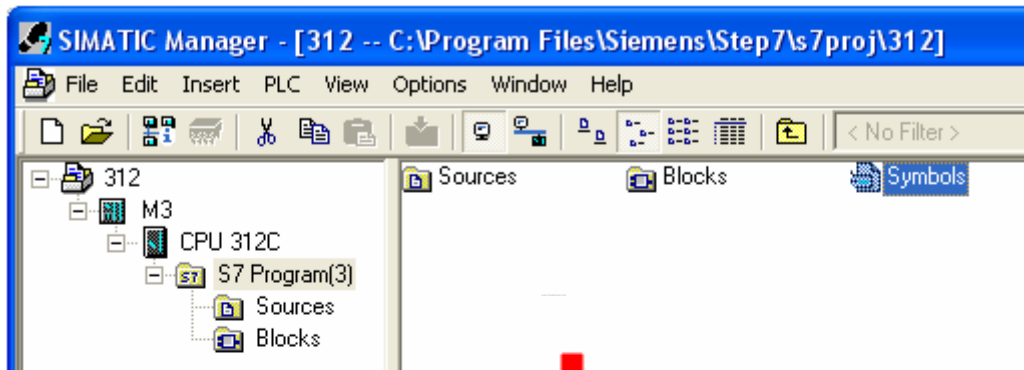 SIMATIC Manager - [312 -- C:\Program Files\Siemens\Step7\s7proj\312]
File Edit Insert PLC View Options Window Help
< No Filter >
312
M3
CPU 312C
S7 Program(3)
Sources
Blocks
Sources Blocks Symbols